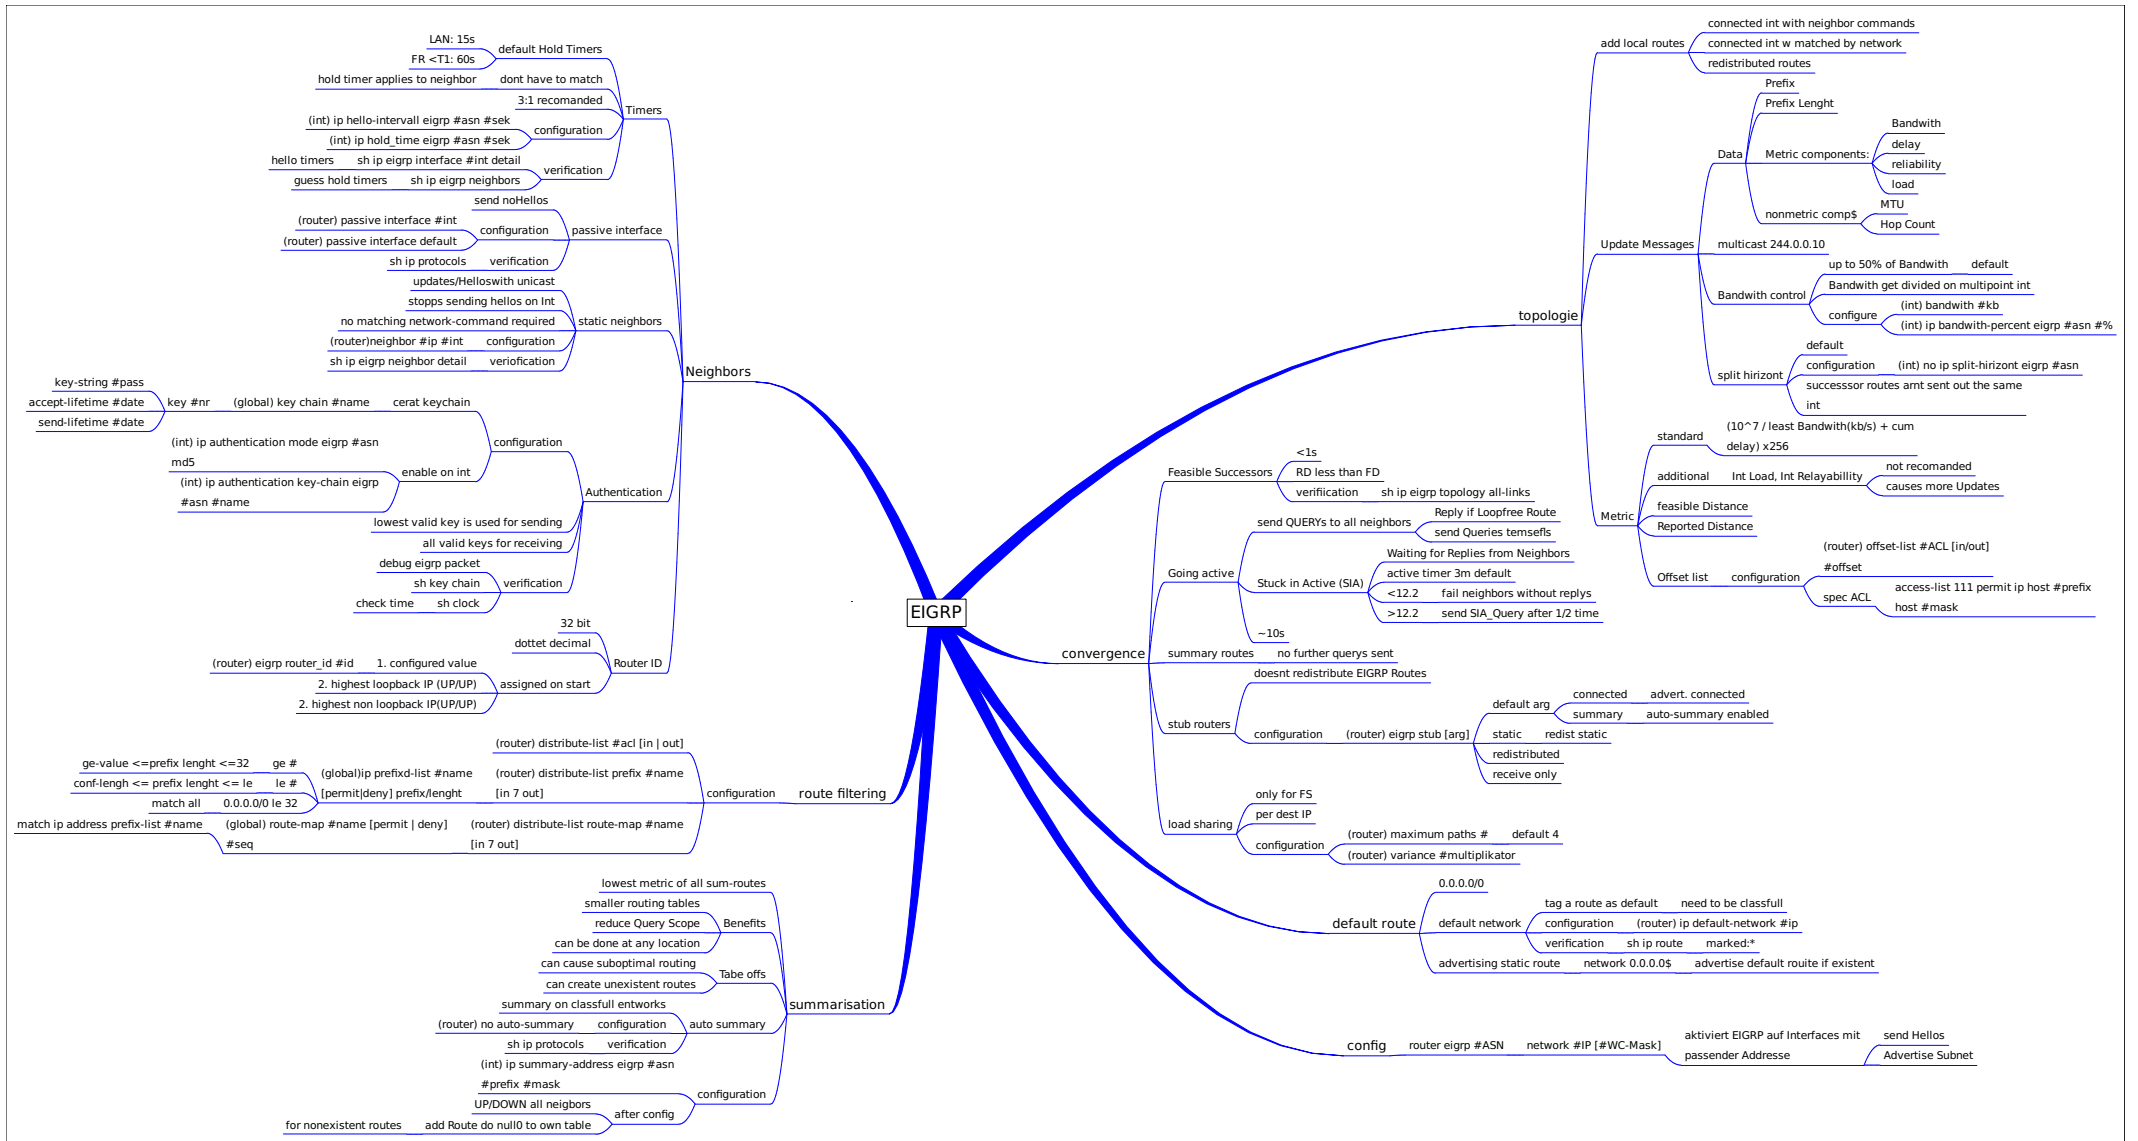 EIGRP
Neighbors
Timers
default Hold Timers
LAN: 15s
FR <T1: 60s
dont have to match
hold timer applies to neighbor
3:1 recomanded
configuration
(int) ip hello-intervall eigrp #asn #sek
(int) ip hold_time eigrp #asn #sek
verification
sh ip eigrp interface #int detail
hello timers
sh ip eigrp neighbors
guess hold timers
passive interface
send noHellos
configuration
(router) passive interface #int
(router) passive interface default
verification
sh ip protocols
static neighbors
updates/Helloswith unicast
stopps sending hellos on Int
no matching network-command required
configuration
(router)neighbor #ip #int
veriofication
sh ip eigrp neighbor detail
Authentication
configuration
cerat keychain
(global) key chain #name
key #nr
key-string #pass
accept-lifetime #date
send-lifetime #date
enable on int
(int) ip authentication mode eigrp #asn
md5
(int) ip authentication key-chain eigrp
#asn #name
lowest valid key is used for sending
all valid keys for receiving
verification
debug eigrp packet
sh key chain
sh clock
check time
Router ID
32 bit
dottet decimal
assigned on start
1. configured value
(router) eigrp router_id #id
2. highest loopback IP (UP/UP)
2. highest non loopback IP(UP/UP)
route filtering
configuration
(router) distribute-list #acl [in | out]
(router) distribute-list prefix #name
[in 7 out]
(global)ip prefixd-list #name
[permit|deny] prefix/lenght
ge #
ge-value <=prefix lenght <=32
le #
conf-lengh <= prefix lenght <= le
0.0.0.0/0 le 32
match all
(router) distribute-list route-map #name
[in 7 out]
(global) route-map #name [permit | deny]
#seq
match ip address prefix-list #name
summarisation
lowest metric of all sum-routes
Benefits
smaller routing tables
reduce Query Scope
can be done at any location
Tabe offs
can cause suboptimal routing
can create unexistent routes
auto summary
summary on classfull entworks
configuration
(router) no auto-summary
verification
sh ip protocols
configuration
(int) ip summary-address eigrp #asn
#prefix #mask
after config
UP/DOWN all neigbors
add Route do null0 to own table
for nonexistent routes
topologie
add local routes
connected int with neighbor commands
connected int w matched by network
redistributed routes
Update Messages
Data
Prefix
Prefix Lenght
Metric components:
Bandwith
delay
reliability
load
nonmetric comp$
MTU
Hop Count
multicast 244.0.0.10
Bandwith control
up to 50% of Bandwith
default
Bandwith get divided on multipoint int
configure
(int) bandwith #kb
(int) ip bandwith-percent eigrp #asn #%
split hirizont
default
configuration
(int) no ip split-hirizont eigrp #asn
successsor routes arnt sent out the same
int
Metric
standard
(10^7 / least Bandwith(kb/s) + cum
delay) x256
additional
Int Load, Int Relayabillity
not recomanded
causes more Updates
feasible Distance
Reported Distance
Offset list
configuration
(router) offset-list #ACL [in/out]
#offset
spec ACL
access-list 111 permit ip host #prefix
host #mask
convergence
Feasible Successors
<1s
RD less than FD
verifiication
sh ip eigrp topology all-links
Going active
send QUERYs to all neighbors
Reply if Loopfree Route
send Queries temsefls
Stuck in Active (SIA)
Waiting for Replies from Neighbors
active timer 3m default
<12.2
fail neighbors without replys
>12.2
send SIA_Query after 1/2 time
~10s
summary routes
no further querys sent
stub routers
doesnt redistribute EIGRP Routes
configuration
(router) eigrp stub [arg]
default arg
connected
advert. connected
summary
auto-summary enabled
static
redist static
redistributed
receive only
load sharing
only for FS
per dest IP
configuration
(router) maximum paths #
default 4
(router) variance #multiplikator
default route
0.0.0.0/0
default network
tag a route as default
need to be classfull
configuration
(router) ip default-network #ip
verification
sh ip route
marked:*
advertising static route
network 0.0.0.0$
advertise default rouite if existent
config
router eigrp #ASN
network #IP [#WC-Mask]
aktiviert EIGRP auf Interfaces mit
passender Addresse
send Hellos
Advertise Subnet